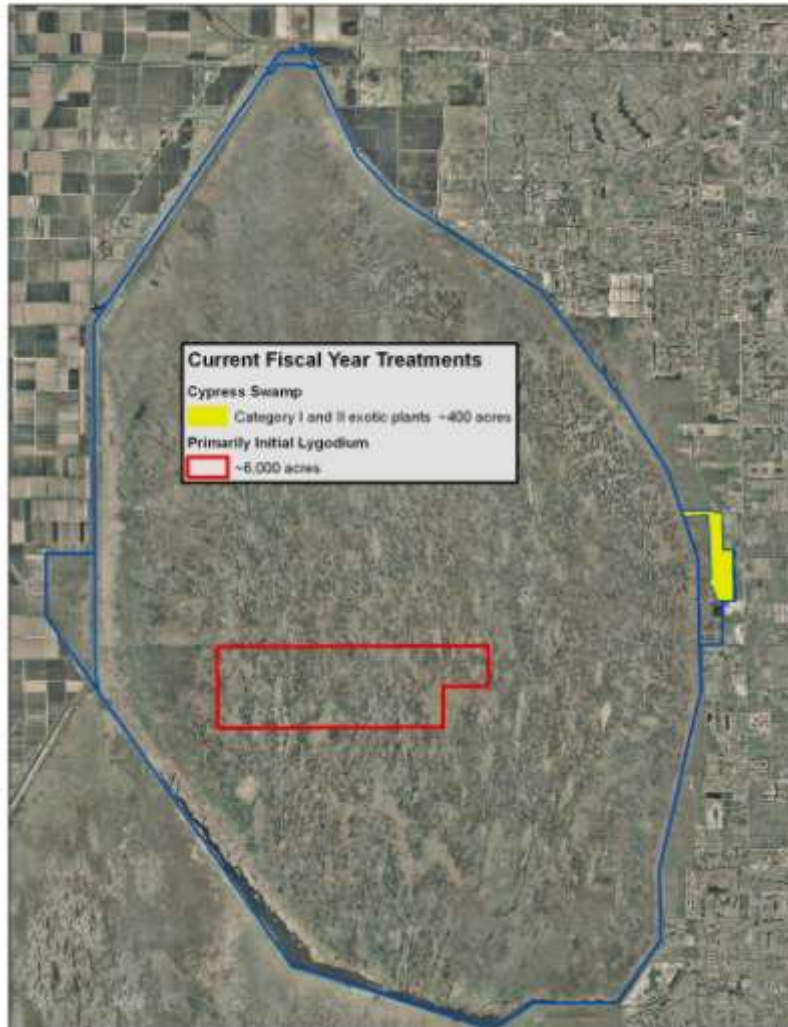 Current Fiscal Year Treatments
Cypress Swamp
Category I and II exotic plants ~400 acres
Primarily Initial Lygodium
~6,000 acres